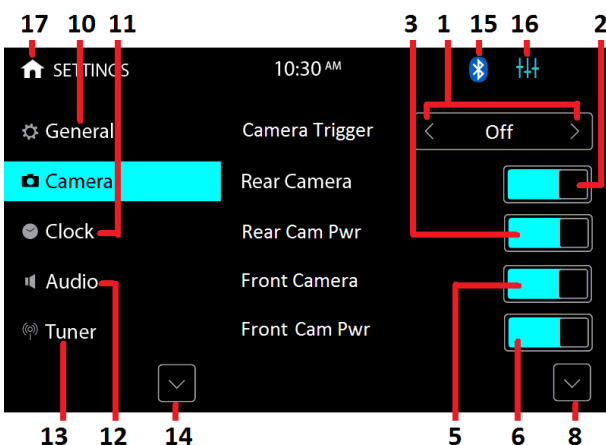 17 10 11 3 1 15 16 2
SETTINGS 10:30 AM
General Camera Trigger Off
Camera Rear Camera
Clock Rear Cam Pwr
Audio Front Camera
Tuner Front Cam Pwr
13 12 14 5 6 8